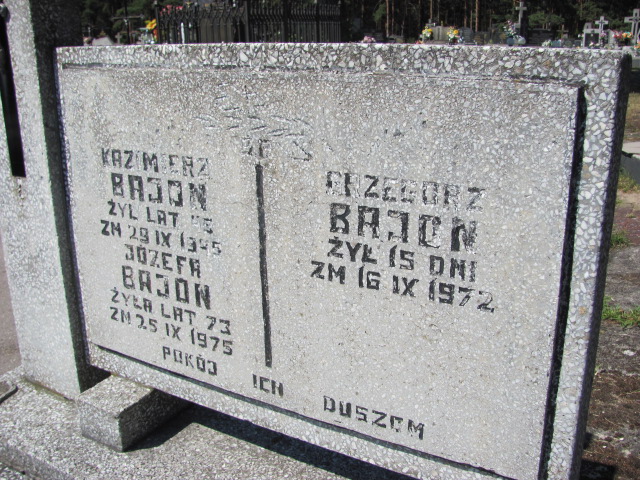 KAZIMIERZ
BAJON
ŻYŁ LAT
ZM 29 IX
JÓZEFA
BAJON
ŻYŁA LAT 73
ZM 25 IX 1975
GRZEGORZ
BAJON
ŻYŁ 15 DNI
ZM 16 IX 1972
POKÓJ ICH DUSZOM